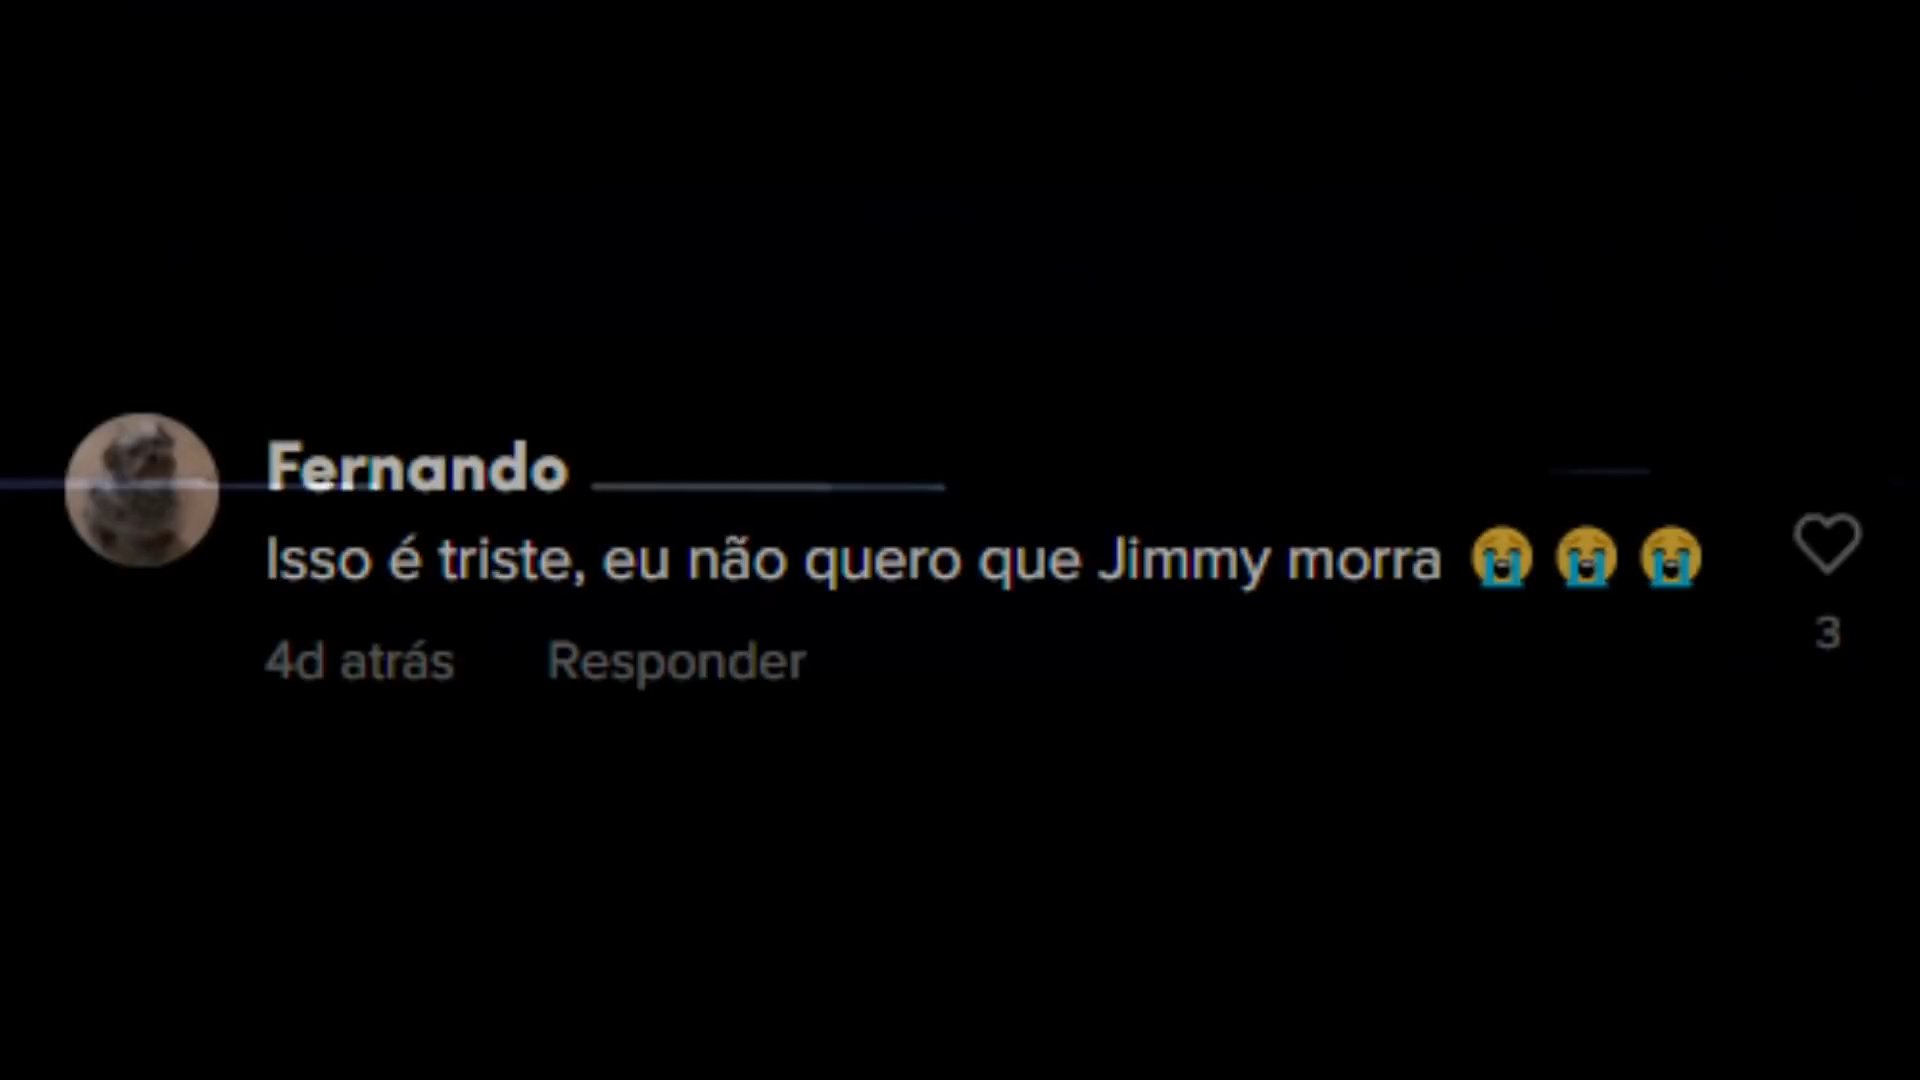 Fernando
Isso é triste, eu não quero que Jimmy morra 😭 😭 😭
3
4d atrás Responder